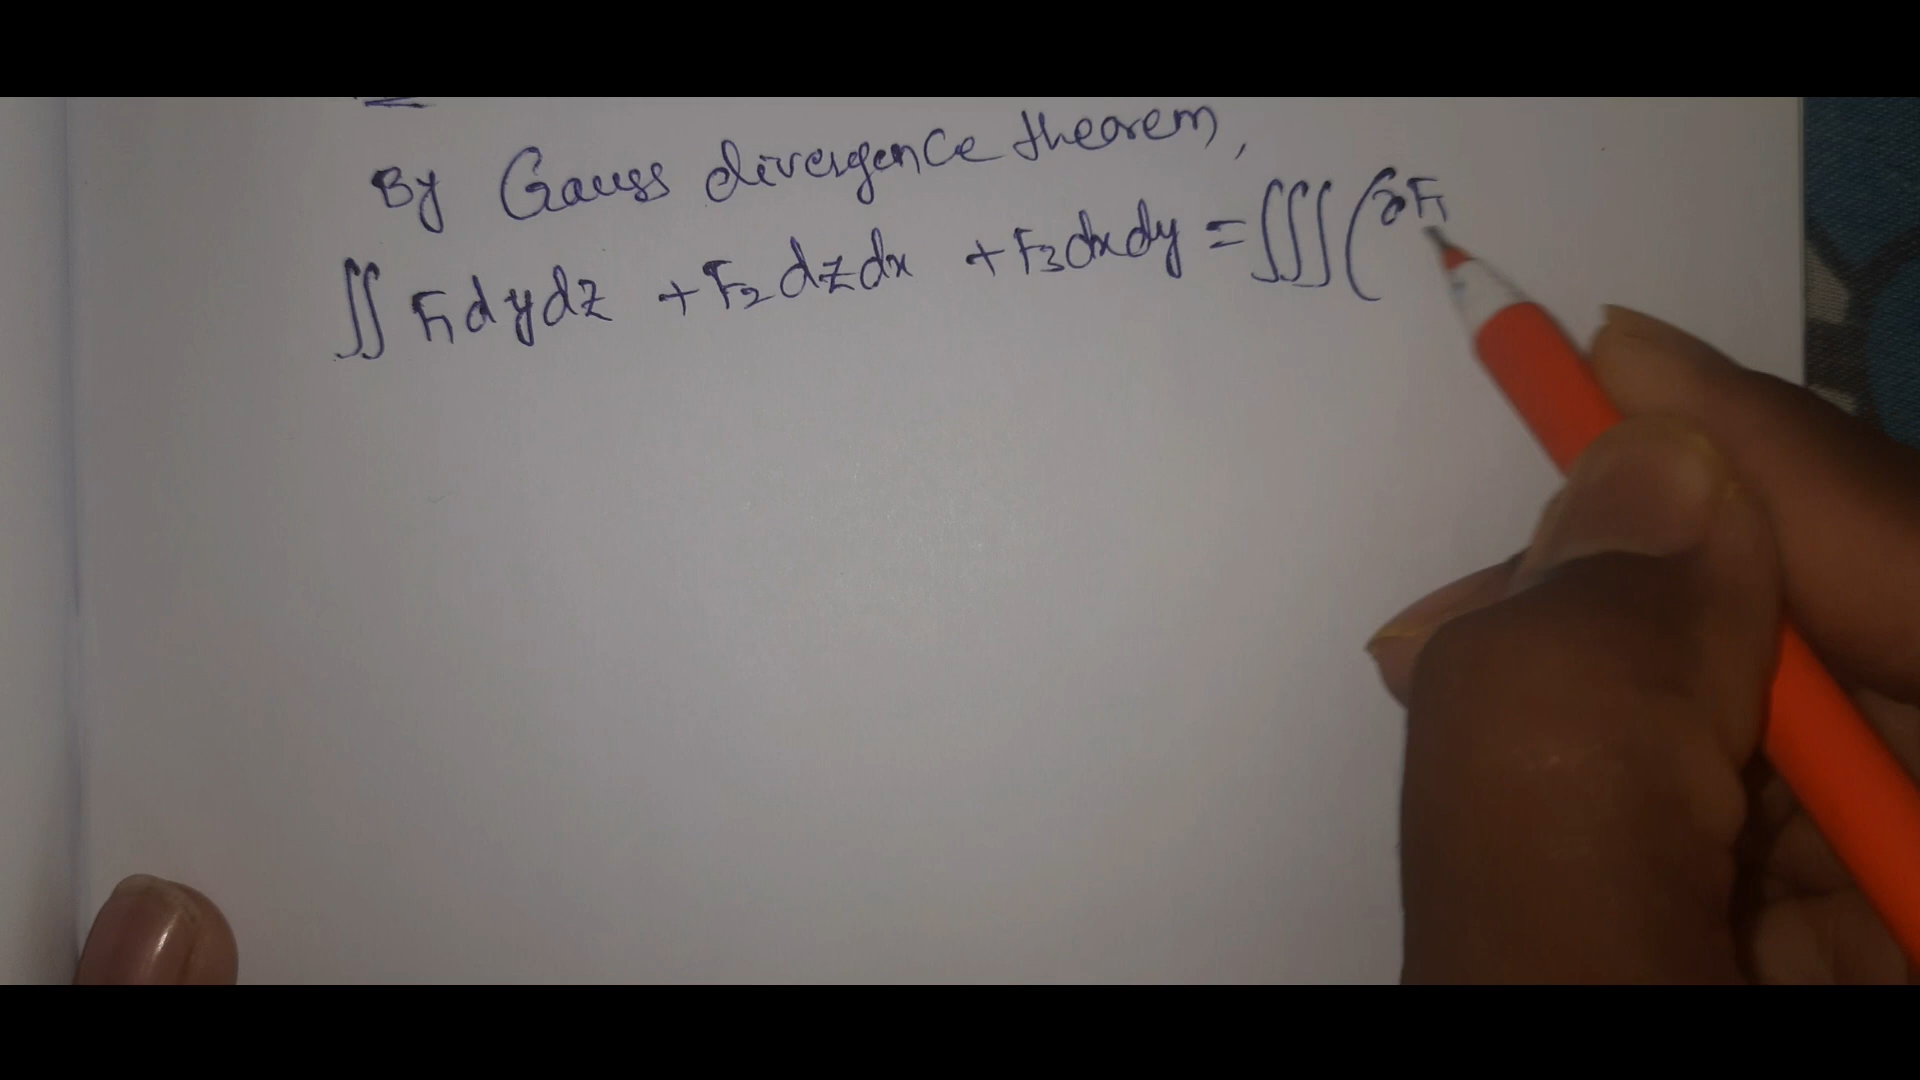 By Gauss divergence theorem,
∬ F₁dydz + F₂dzdx + F₃dxdy = ∭(∂F₁